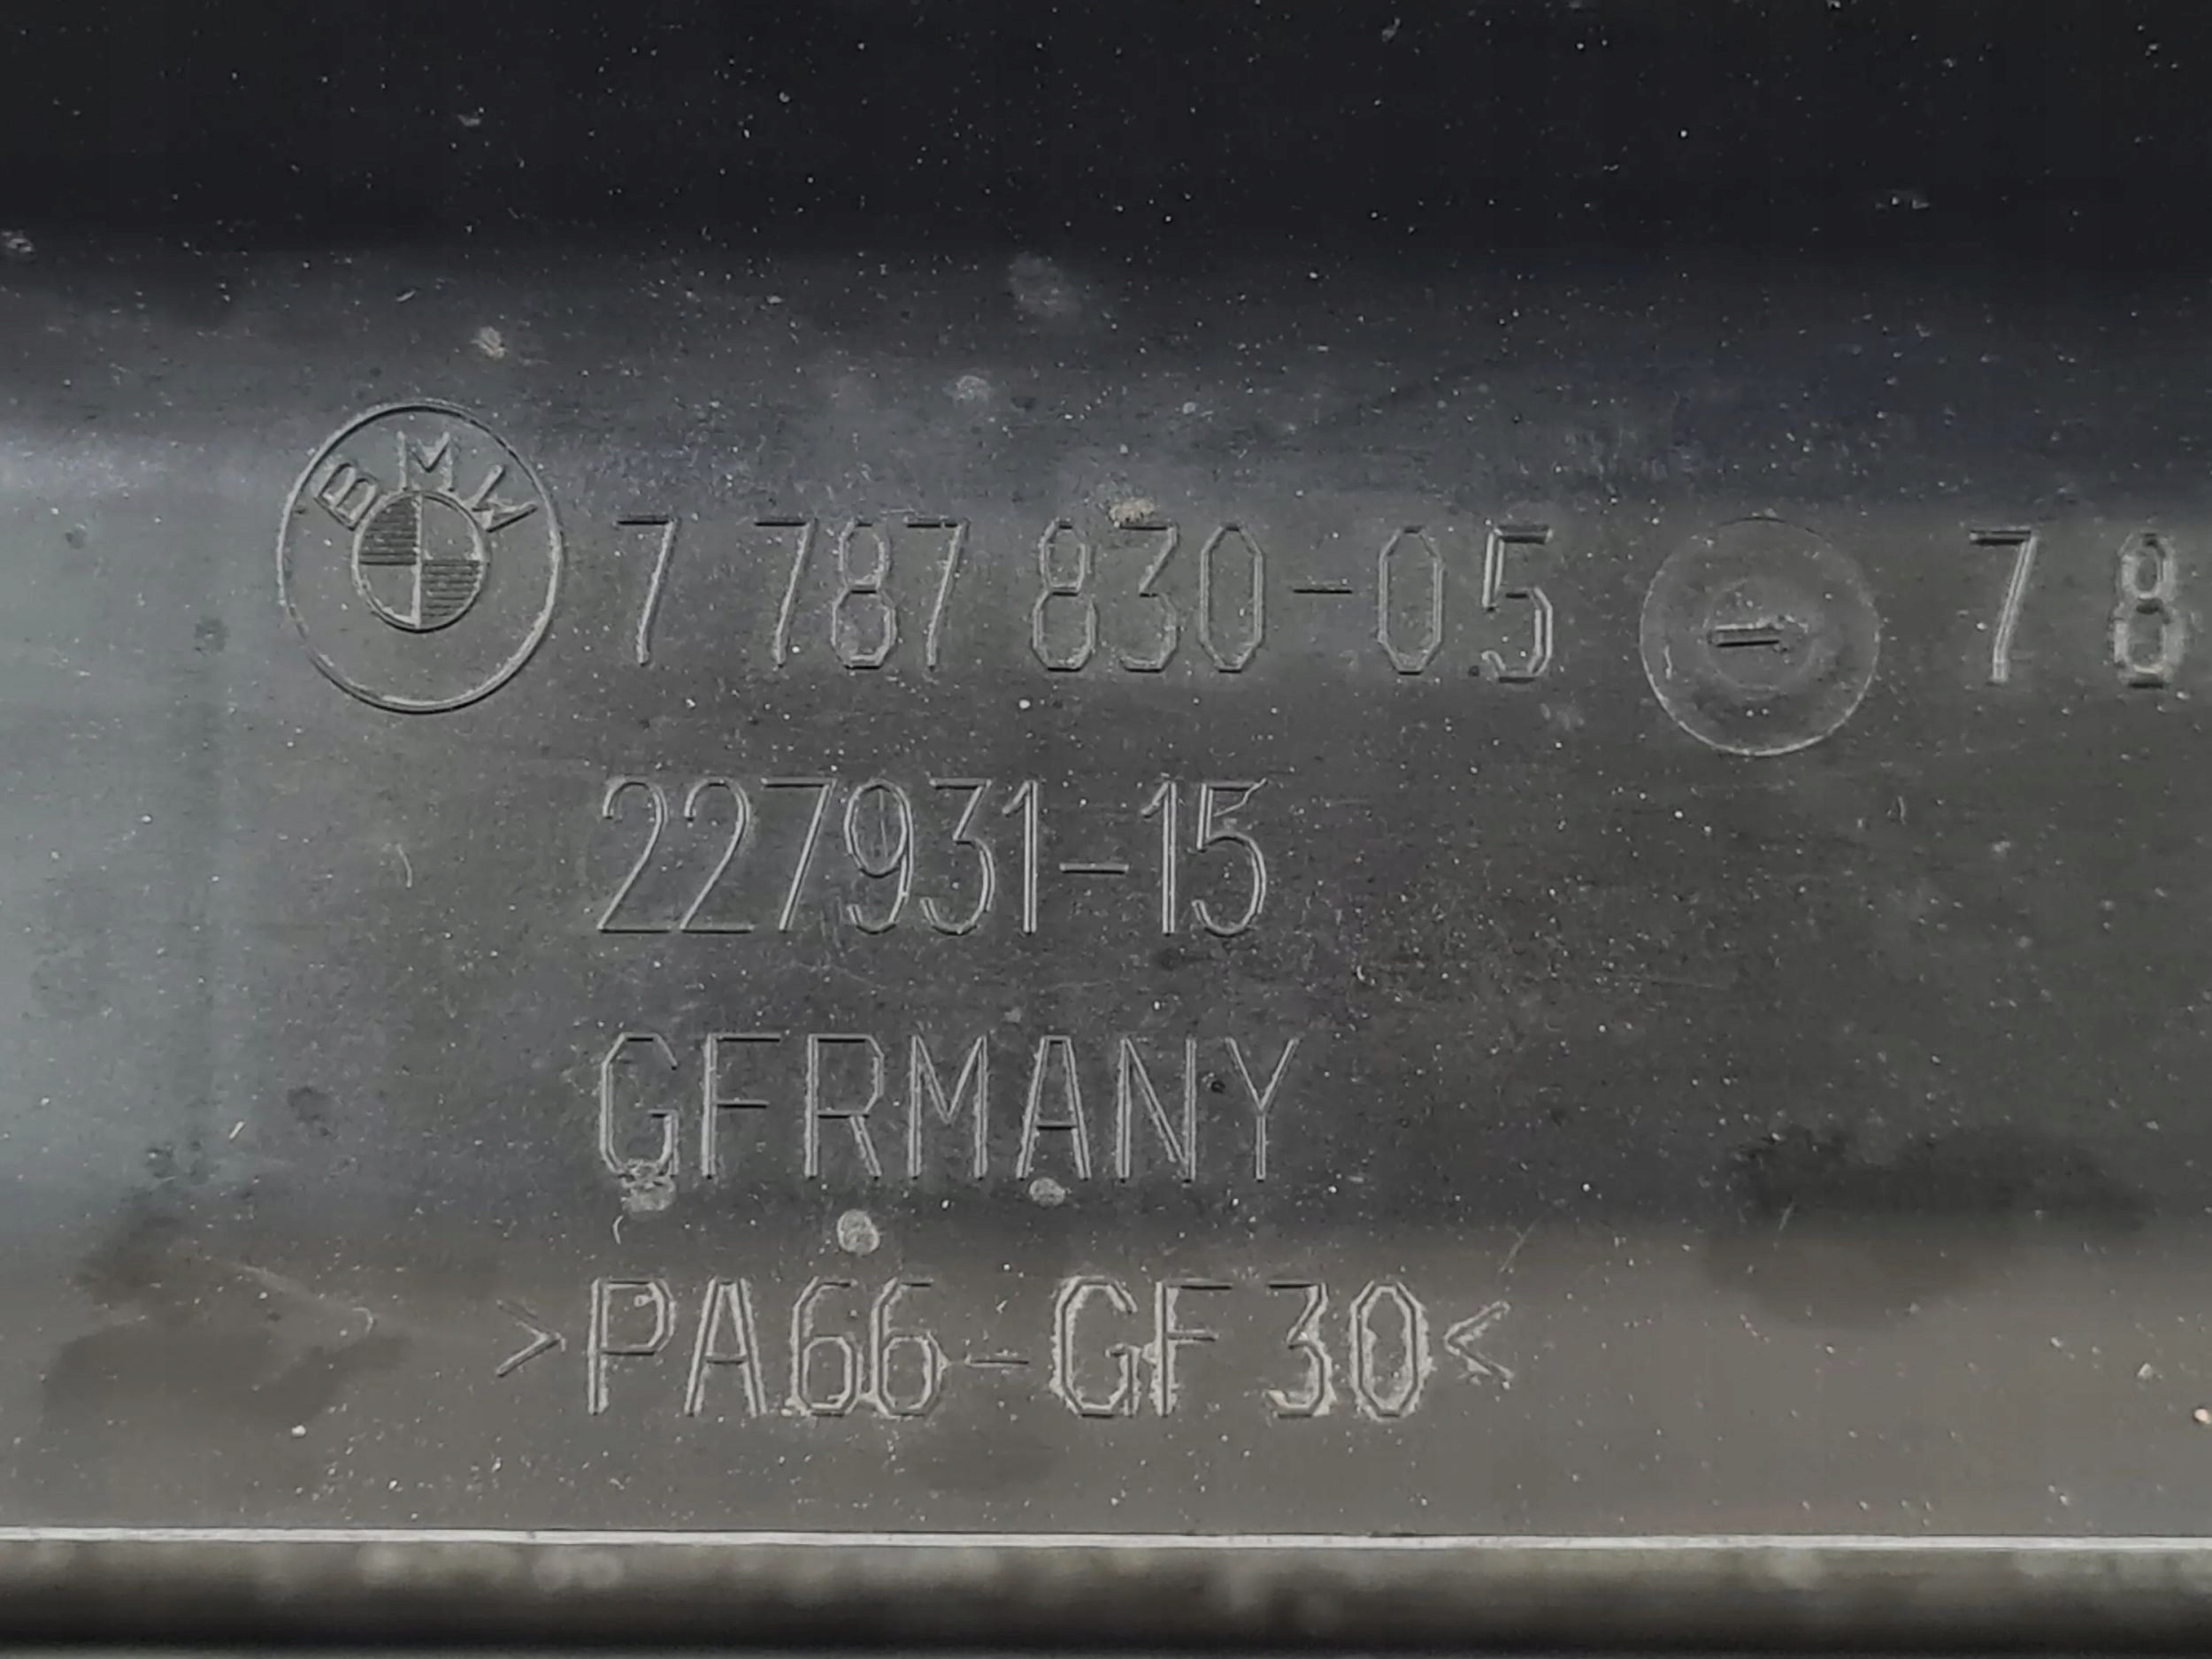 BMW 7 787 830-05 7 8
227931-15
GERMANY
>PA66-GF30<